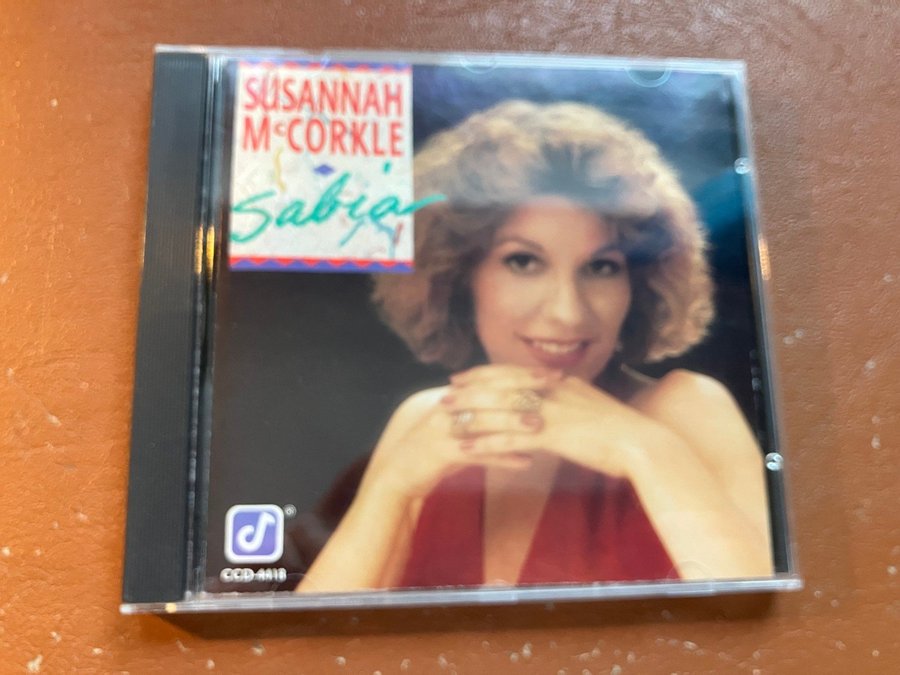 SUSANNAH
McCORKLE
Sabiá
CCD-4418